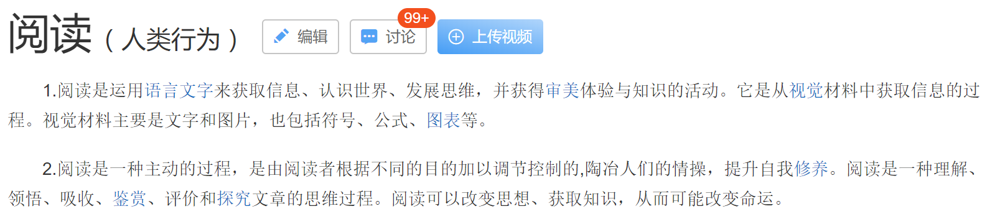 阅读（人类行为） 编辑 讨论 99+ 上传视频
1.阅读是运用语言文字来获取信息、认识世界、发展思维，并获得审美体验与知识的活动。它是从视觉材料中获取信息的过
程。视觉材料主要是文字和图片，也包括符号、公式、图表等。
2.阅读是一种主动的过程，是由阅读者根据不同的目的加以调节控制的,陶冶人们的情操，提升自我修养。阅读是一种理解、
领悟、吸收、鉴赏、评价和探究文章的思维过程。阅读可以改变思想、获取知识，从而可能改变命运。